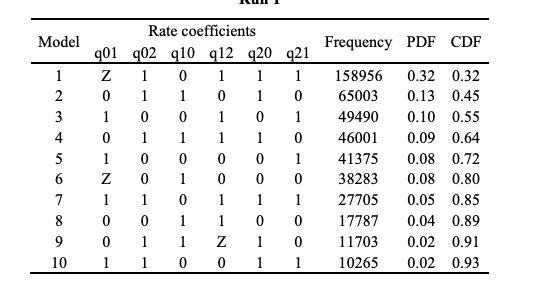 Run 1
Rate coefficients
Model q01 q02 q10 q12 q20 q21 Frequency PDF CDF
1 Z 1 0 1 1 1 158956 0.32 0.32
2 0 1 1 0 1 0 65003 0.13 0.45
3 1 0 0 1 0 1 49490 0.10 0.55
4 0 1 1 1 1 0 46001 0.09 0.64
5 1 0 0 0 0 1 41375 0.08 0.72
6 Z 0 1 0 0 0 38283 0.08 0.80
7 1 1 0 1 1 1 27705 0.05 0.85
8 0 0 1 1 0 0 17787 0.04 0.89
9 0 1 1 Z 1 0 11703 0.02 0.91
10 1 1 0 0 1 1 10265 0.02 0.93